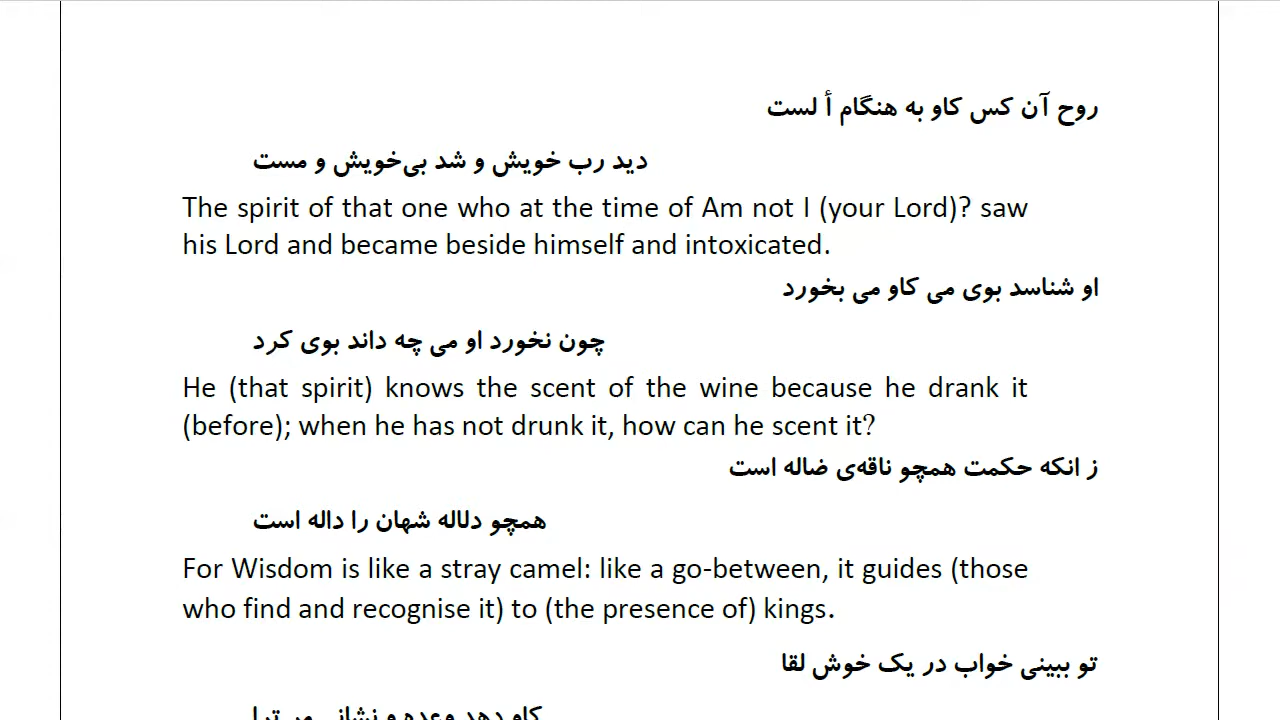 روح آن کس کاو به هنگام أ لست
دید رب خویش و شد بی‌خویش و مست
The spirit of that one who at the time of Am not I (your Lord)? saw
his Lord and became beside himself and intoxicated.
او شناسد بوی می کاو می بخورد
چون نخورد او می چه داند بوی کرد
He (that spirit) knows the scent of the wine because he drank it
(before); when he has not drunk it, how can he scent it?
ز انکه حکمت همچو ناقه‌ی ضاله است
همچو دلاله شهان را داله است
For Wisdom is like a stray camel: like a go-between, it guides (those
who find and recognise it) to (the presence of) kings.
تو ببینی خواب در یک خوش لقا
کاو دهد وعده و نشانی مر ترا